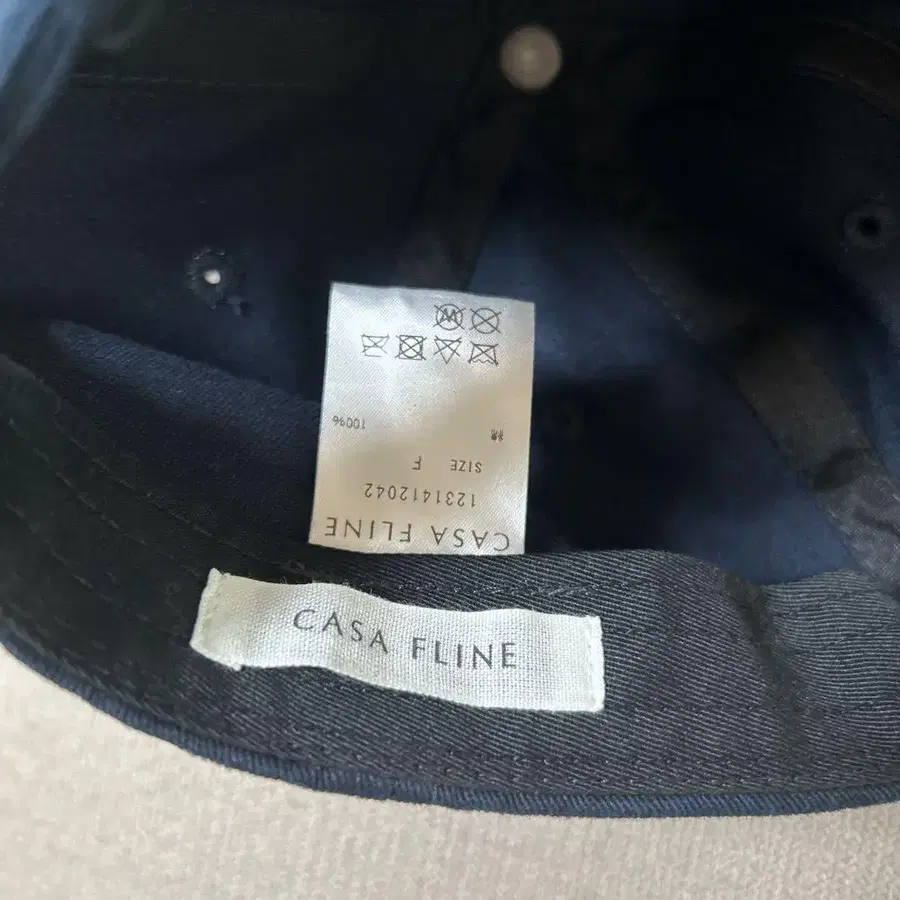 CASA FLINE
1231412042
SIZE F
綿 100%
CASA FLINE